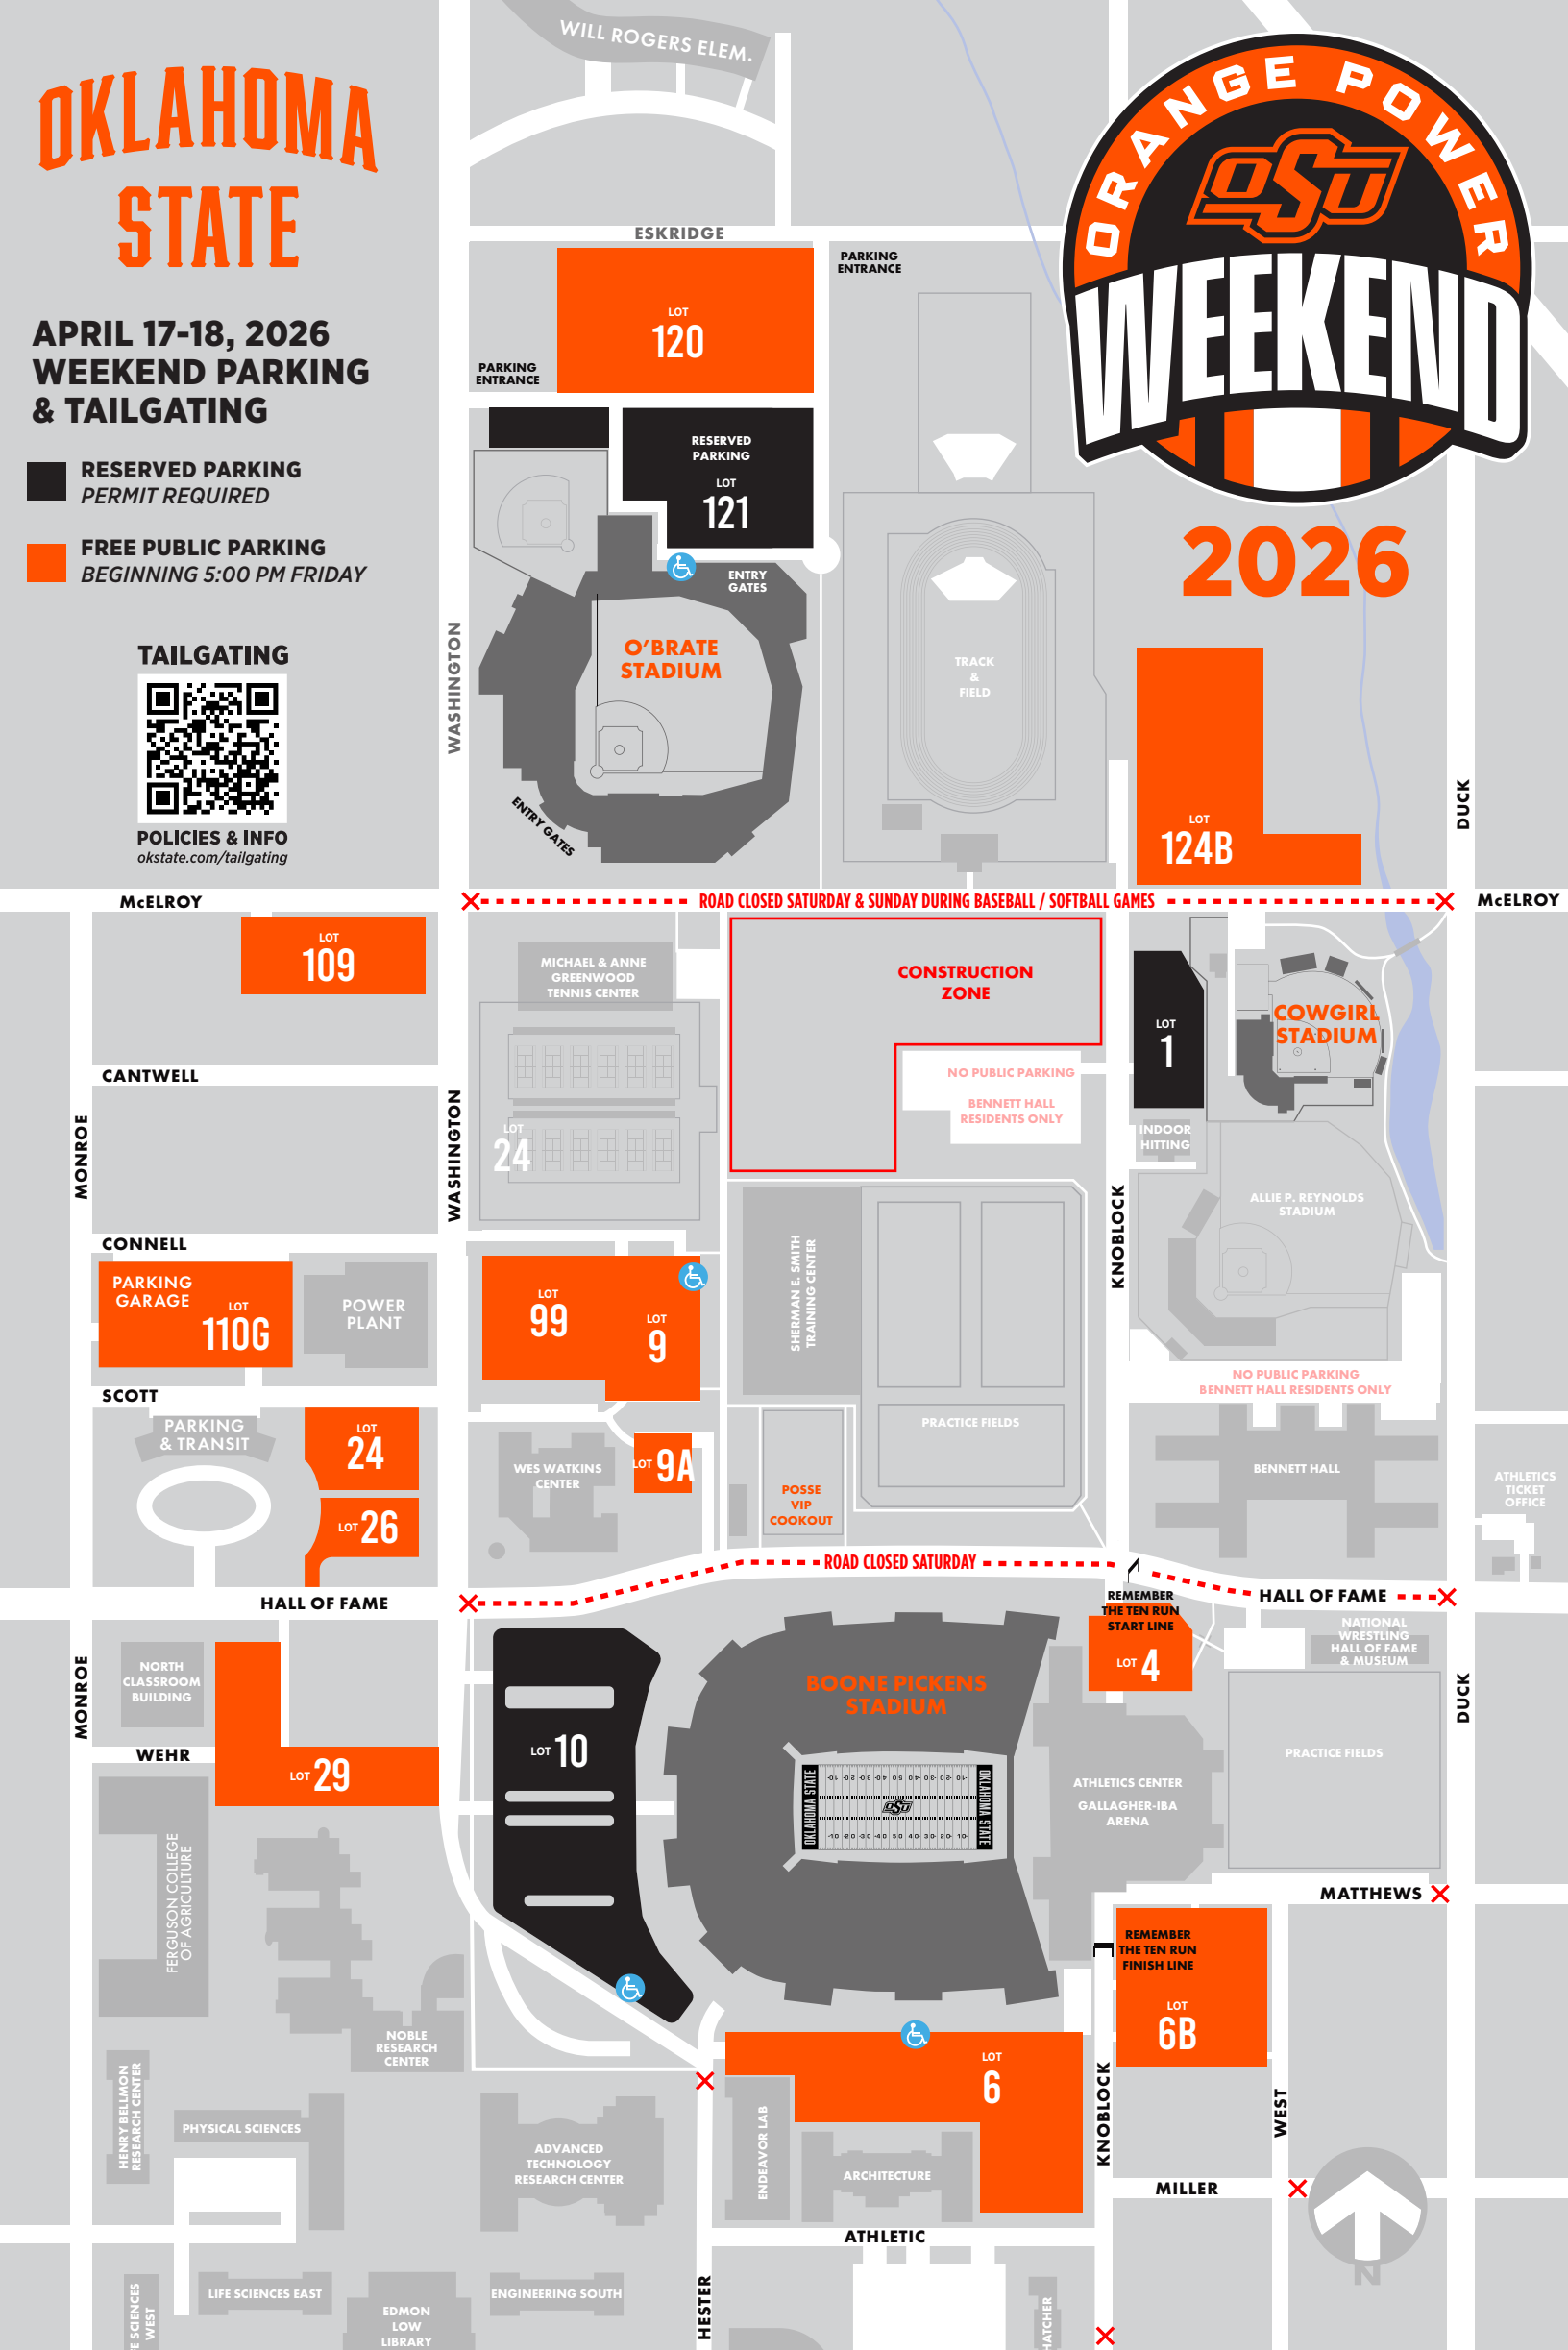 OKLAHOMA
STATE
APRIL 17-18, 2026
WEEKEND PARKING
& TAILGATING
RESERVED PARKING
PERMIT REQUIRED
FREE PUBLIC PARKING
BEGINNING 5:00 PM FRIDAY
TAILGATING
POLICIES & INFO
okstate.com/tailgating
ORANGE POWER
OSU
WEEKEND
2026
WILL ROGERS ELEM.
ESKRIDGE
PARKING
ENTRANCE
LOT
120
PARKING
ENTRANCE
RESERVED
PARKING
LOT
121
ENTRY
GATES
O'BRATE
STADIUM
WASHINGTON
ENTRY GATES
TRACK
&
FIELD
LOT
124B
DUCK
McELROY
ROAD CLOSED SATURDAY & SUNDAY DURING BASEBALL / SOFTBALL GAMES
McELROY
LOT
109
MICHAEL & ANNE
GREENWOOD
TENNIS CENTER
CONSTRUCTION
ZONE
LOT
1
COWGIRL
STADIUM
CANTWELL
NO PUBLIC PARKING
BENNETT HALL
RESIDENTS ONLY
MONROE
WASHINGTON
LOT
24
INDOOR
HITTING
KNOBLOCK
ALLIE P. REYNOLDS
STADIUM
CONNELL
PARKING
GARAGE
LOT
110G
POWER
PLANT
LOT
99
LOT
9
SHERMAN E. SMITH
TRAINING CENTER
NO PUBLIC PARKING
BENNETT HALL RESIDENTS ONLY
SCOTT
PARKING
& TRANSIT
LOT
24
LOT 26
WES WATKINS
CENTER
LOT 9A
PRACTICE FIELDS
POSSE
VIP
COOKOUT
BENNETT HALL
ATHLETICS
TICKET
OFFICE
ROAD CLOSED SATURDAY
HALL OF FAME
HALL OF FAME
REMEMBER
THE TEN RUN
START LINE
LOT 4
NATIONAL
WRESTLING
HALL OF FAME
& MUSEUM
MONROE
NORTH
CLASSROOM
BUILDING
WEHR
LOT 29
LOT 10
BOONE PICKENS
STADIUM
OKLAHOMA STATE
OSU
OKLAHOMA STATE
ATHLETICS CENTER
GALLAGHER-IBA
ARENA
PRACTICE FIELDS
DUCK
MATTHEWS
FERGUSON COLLEGE
OF AGRICULTURE
REMEMBER
THE TEN RUN
FINISH LINE
LOT
6B
NOBLE
RESEARCH
CENTER
LOT
6
HENRY BELLMON
RESEARCH CENTER
PHYSICAL SCIENCES
ADVANCED
TECHNOLOGY
RESEARCH CENTER
ENDEAVOR LAB
ARCHITECTURE
KNOBLOCK
WEST
MILLER
N
ATHLETIC
E SCIENCES
WEST
LIFE SCIENCES EAST
EDMON
LOW
LIBRARY
ENGINEERING SOUTH
HESTER
HATCHER